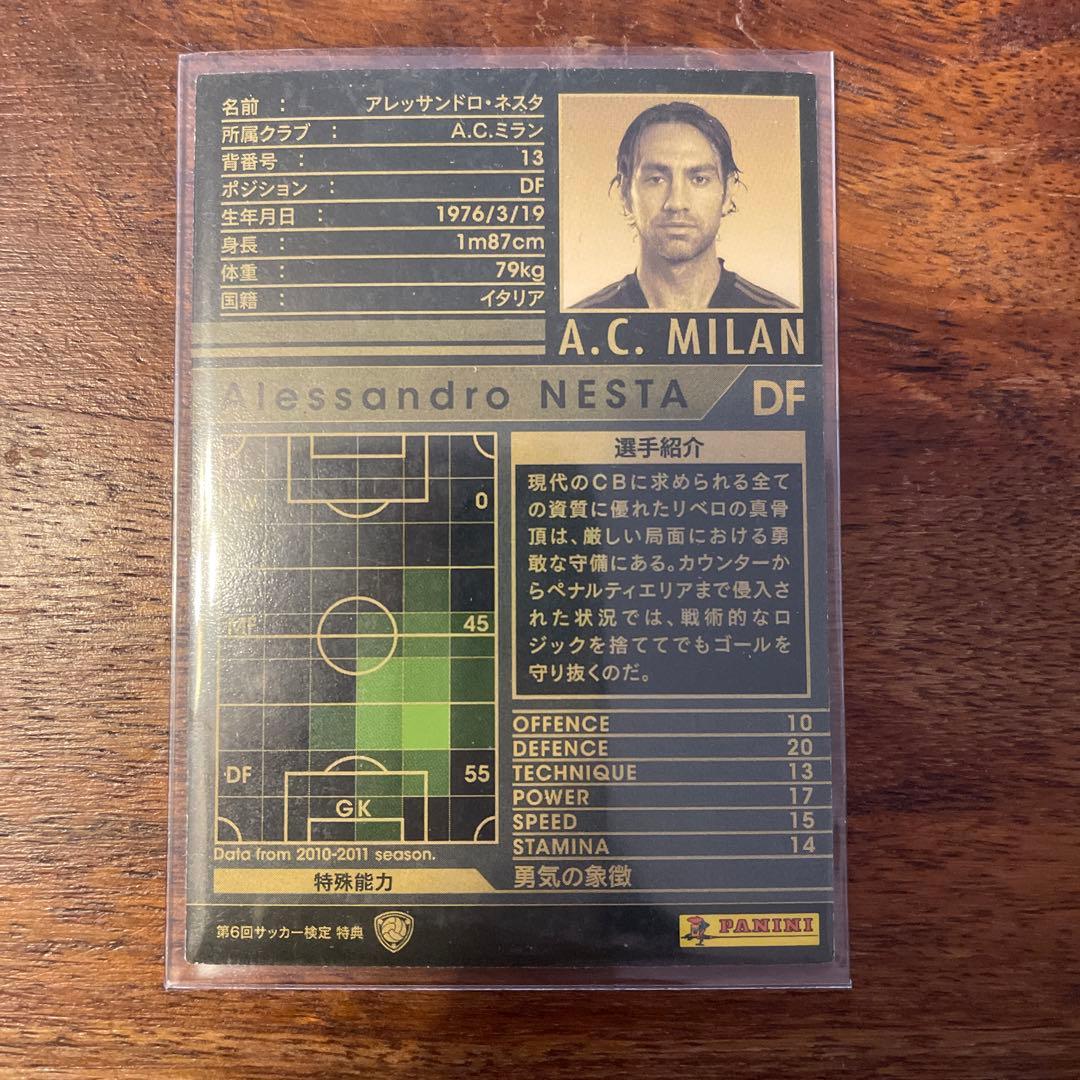 名前 : アレッサンドロ・ネスタ
所属クラブ : A.C.ミラン
背番号 : 13
ポジション : DF
生年月日 : 1976/3/19
身長 : 1m87cm
体重 : 79kg
国籍 : イタリア
A.C. MILAN
Alessandro NESTA DF
0
MF 45
DF 55
GK
Data from 2010-2011 season.
選手紹介
現代のCBに求められる全て
の資質に優れたリベロの真骨
頂は、厳しい局面における勇
敢な守備にある。カウンターか
らペナルティエリアまで侵入さ
れた状況では、戦術的なロ
ジックを捨ててでもゴールを
守り抜くのだ。
OFFENCE 10
DEFENCE 20
TECHNIQUE 13
POWER 17
SPEED 15
STAMINA 14
特殊能力 勇気の象徴
第6回サッカー検定 特典
PANINI